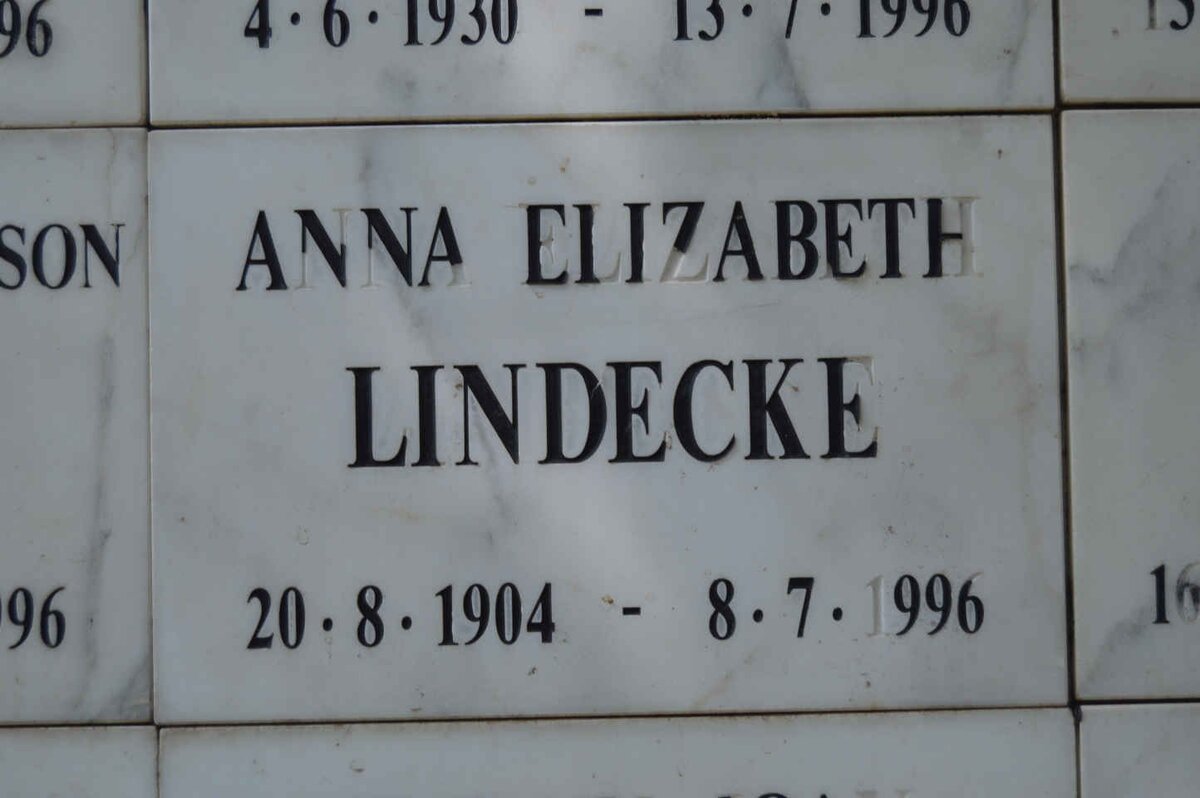 4·6·1930 - 13·7·1996
ANNA ELIZABETH
LINDECKE
20·8·1904 - 8·7·1996